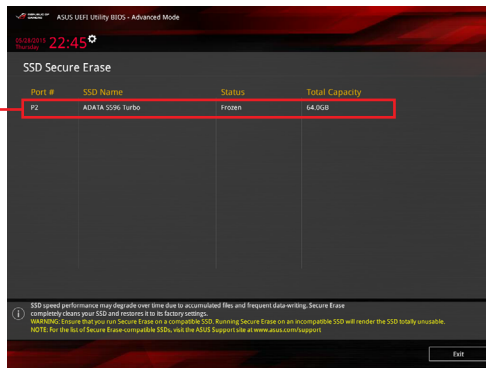 REPUBLIC OF GAMERS
ASUS UEFI Utility BIOS - Advanced Mode
Thursday 22:45
SSD Secure Erase
Port # SSD Name Status Total Capacity
P2 ADATA S596 Turbo Frozen 64.0GB
SSD speed performance may degrade over time due to accumulated files and frequent data-writing. Secure Erase
completely cleans your SSD and restores it to its factory settings.
WARNING: Ensure that you run Secure Erase on a compatible SSD. Running Secure Erase on an incompatible SSD will render the SSD totally unusable.
NOTE: For the list of Secure Erase-compatible SSDs, visit the ASUS Support site at www.asus.com/support
Exit